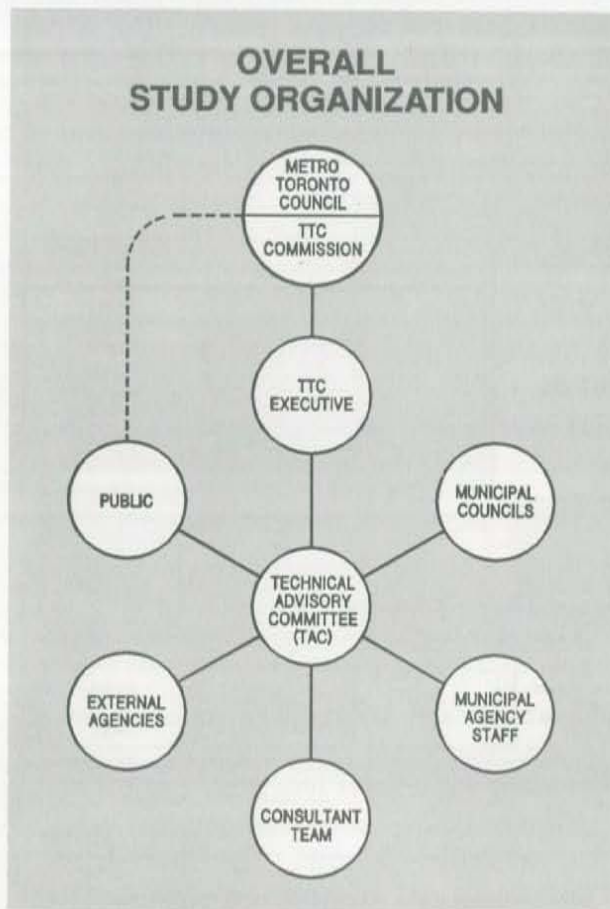 OVERALL
STUDY ORGANIZATION
METRO
TORONTO
COUNCIL
TTC
COMMISSION
TTC
EXECUTIVE
PUBLIC
MUNICIPAL
COUNCILS
TECHNICAL
ADVISORY
COMMITTEE
(TAC)
EXTERNAL
AGENCIES
MUNICIPAL
AGENCY
STAFF
CONSULTANT
TEAM